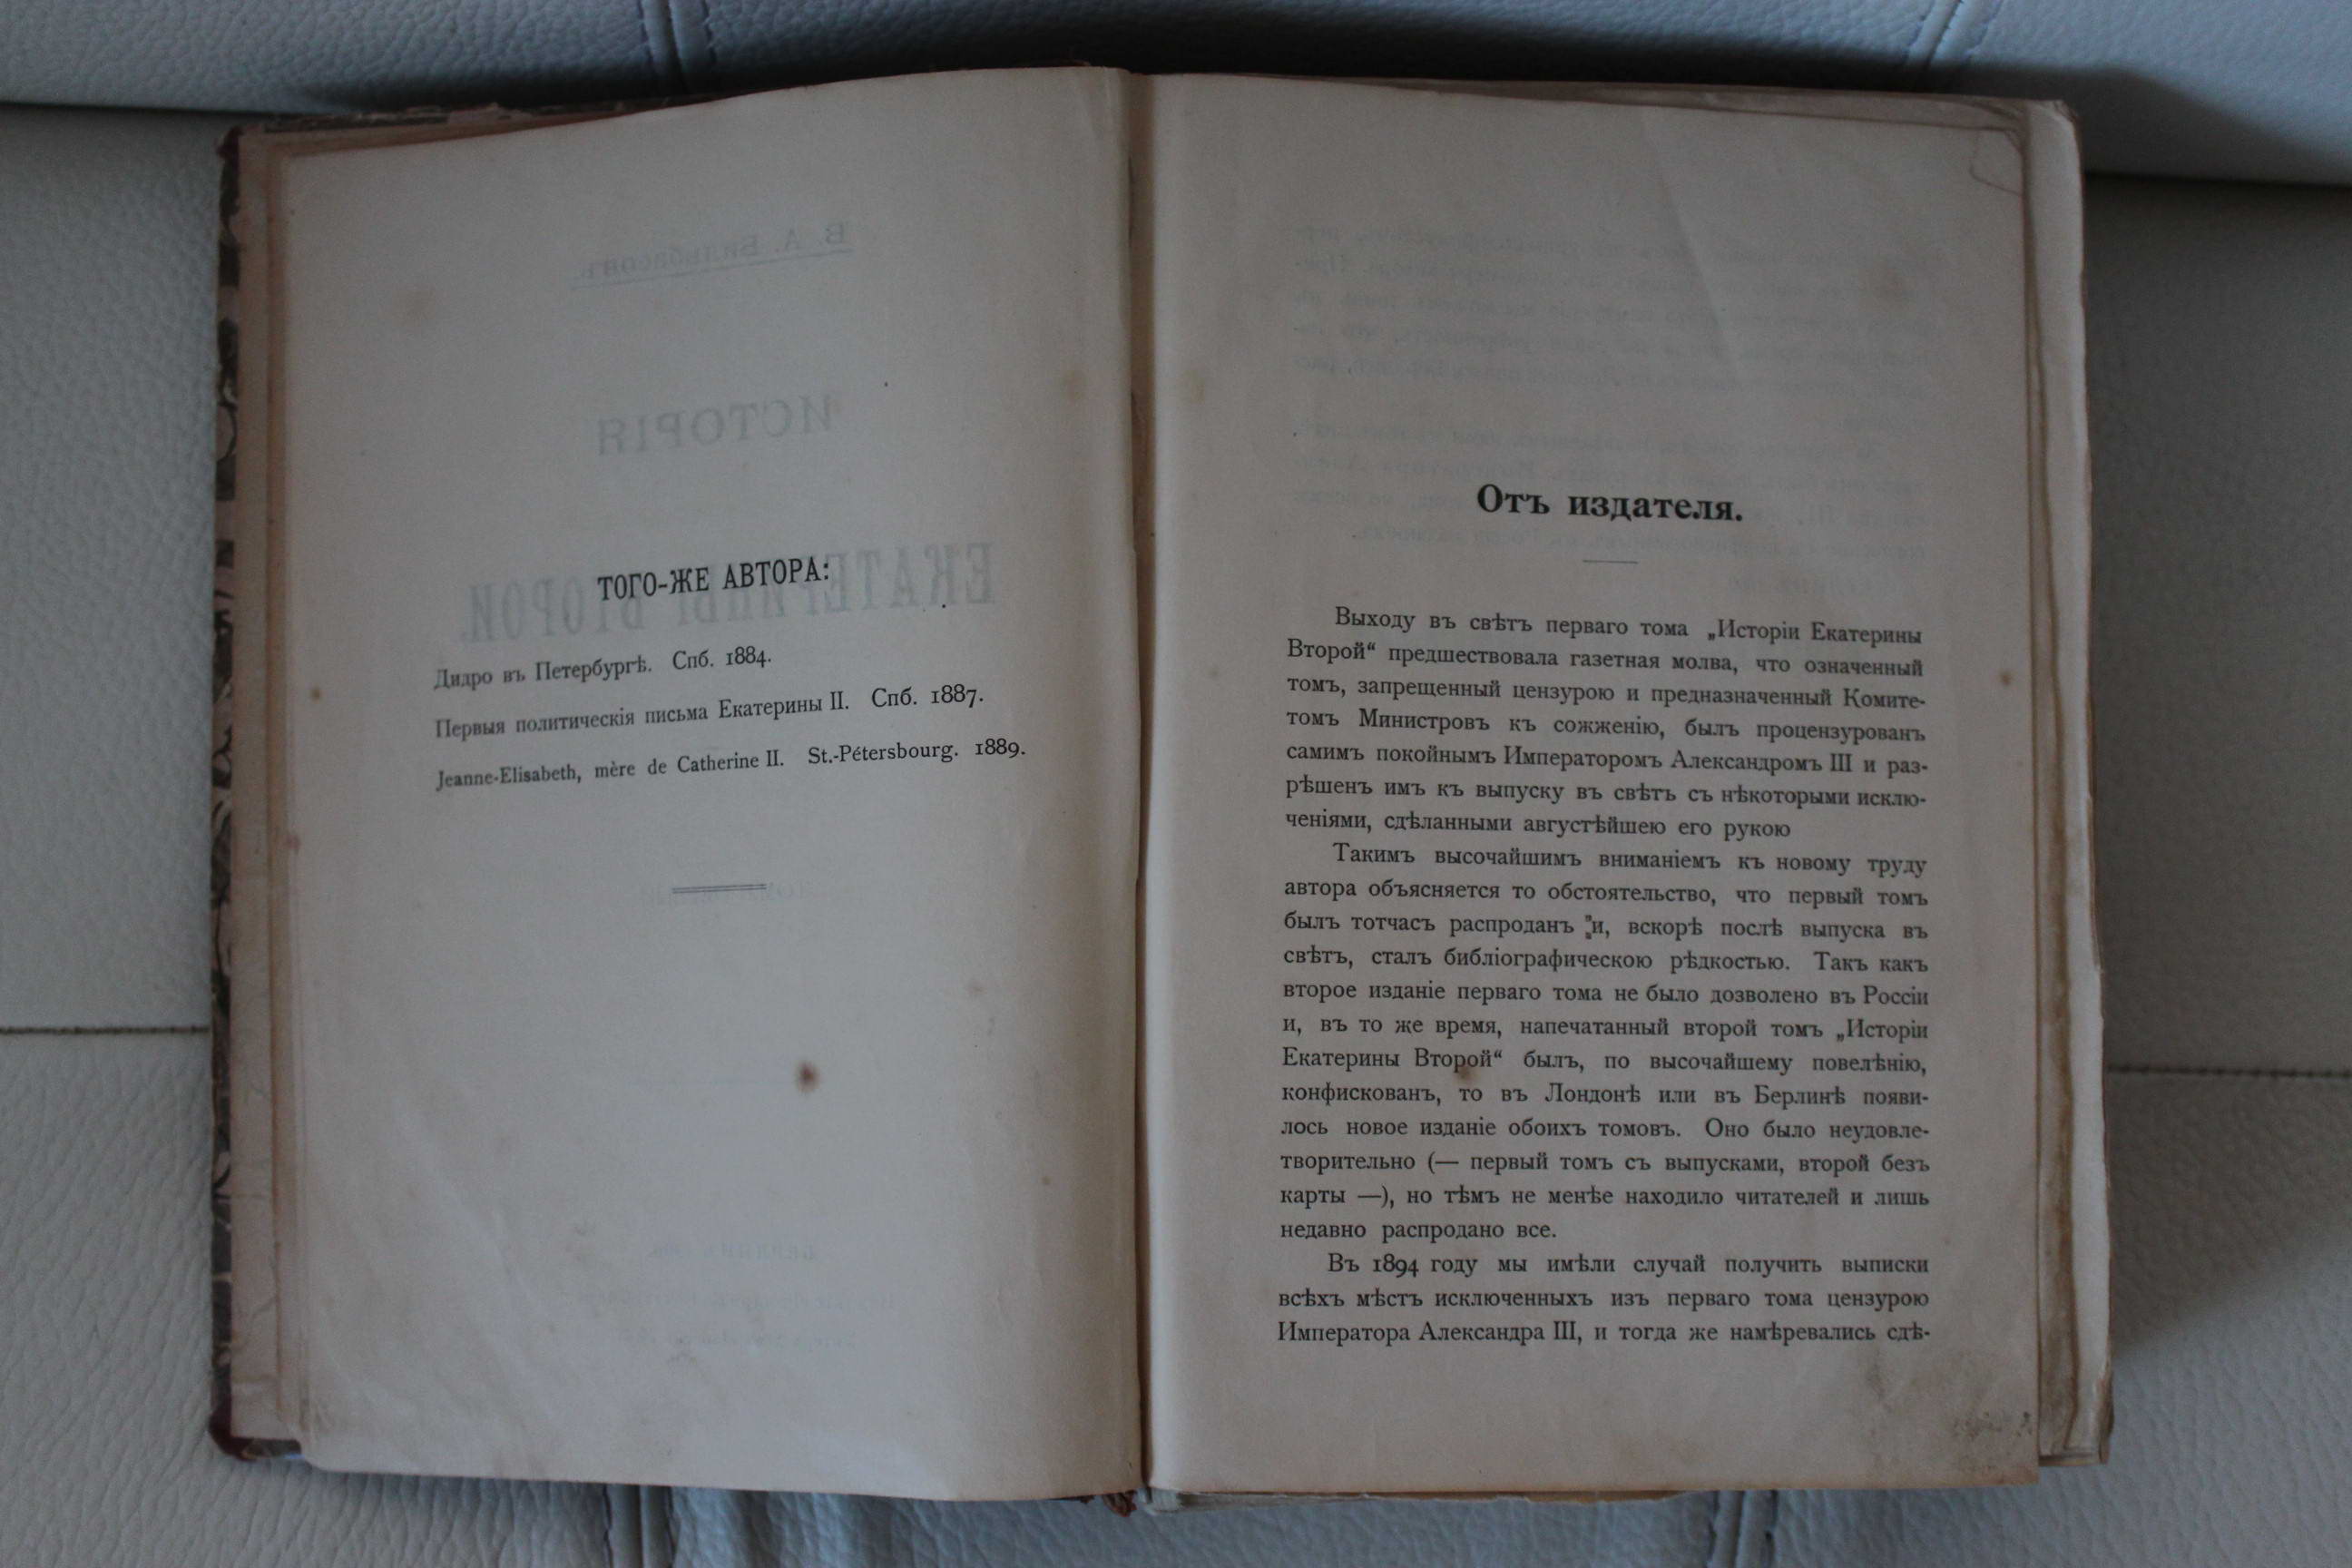 ТОГО-ЖЕ АВТОРА:
Дидро въ Петербургѣ. Спб. 1884.
Первыя политическія письма Екатерины II. Спб. 1887.
Jeanne-Elisabeth, mère de Catherine II. St.-Pétersbourg. 1889.
Отъ издателя.
Выходу въ свѣтъ перваго тома „Исторіи Екатерины
Второй“ предшествовала газетная молва, что означенный
томъ, запрещенный цензурою и предназначенный Комите-
томъ Министровъ къ сожженію, былъ процензурованъ
самимъ покойнымъ Императоромъ Александромъ III и раз-
рѣшенъ имъ къ выпуску въ свѣтъ съ нѣкоторыми исклю-
ченіями, сдѣланными августѣйшею его рукою
Такимъ высочайшимъ вниманіемъ къ новому труду
автора объясняется то обстоятельство, что первый томъ
былъ тотчасъ распроданъ и, вскорѣ послѣ выпуска въ
свѣтъ, сталъ библіографическою рѣдкостью. Такъ какъ
второе изданіе перваго тома не было дозволено въ Россіи
и, въ то же время, напечатанный второй томъ „Исторіи
Екатерины Второй“ былъ, по высочайшему повелѣнію,
конфискованъ, то въ Лондонѣ или въ Берлинѣ появи-
лось новое изданіе обоихъ томовъ. Оно было неудовле-
творительно (— первый томъ съ выпусками, второй безъ
карты —), но тѣмъ не менѣе находило читателей и лишь
недавно распродано все.
Въ 1894 году мы имѣли случай получить выписки
всѣхъ мѣстъ исключенныхъ изъ перваго тома цензурою
Императора Александра III, и тогда же намѣревались сдѣ-